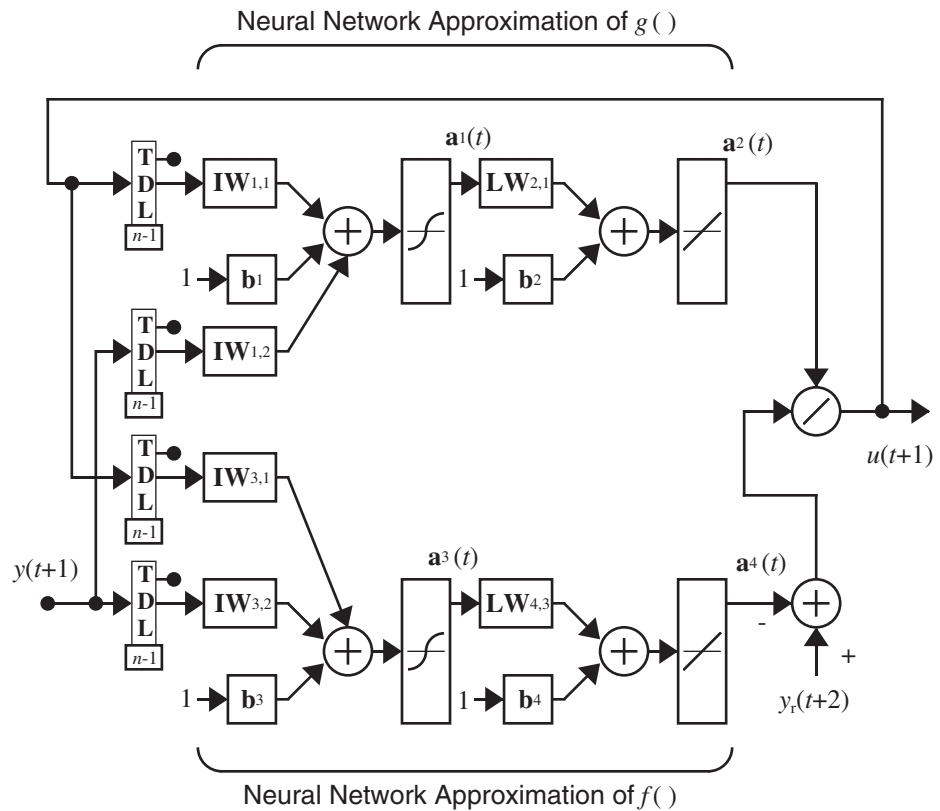 Neural Network Approximation of g ( )
a1(t)
a2 (t)
T
D
L
n-1
IW1,1
LW2,1
1
b1
1
b2
T
D
L
n-1
IW1,2
T
D
L
n-1
IW3,1
u(t+1)
y(t+1)
T
D
L
n-1
IW3,2
a3 (t)
LW4,3
a4 (t)
-
+
yr(t+2)
1
b3
1
b4
Neural Network Approximation of f ( )